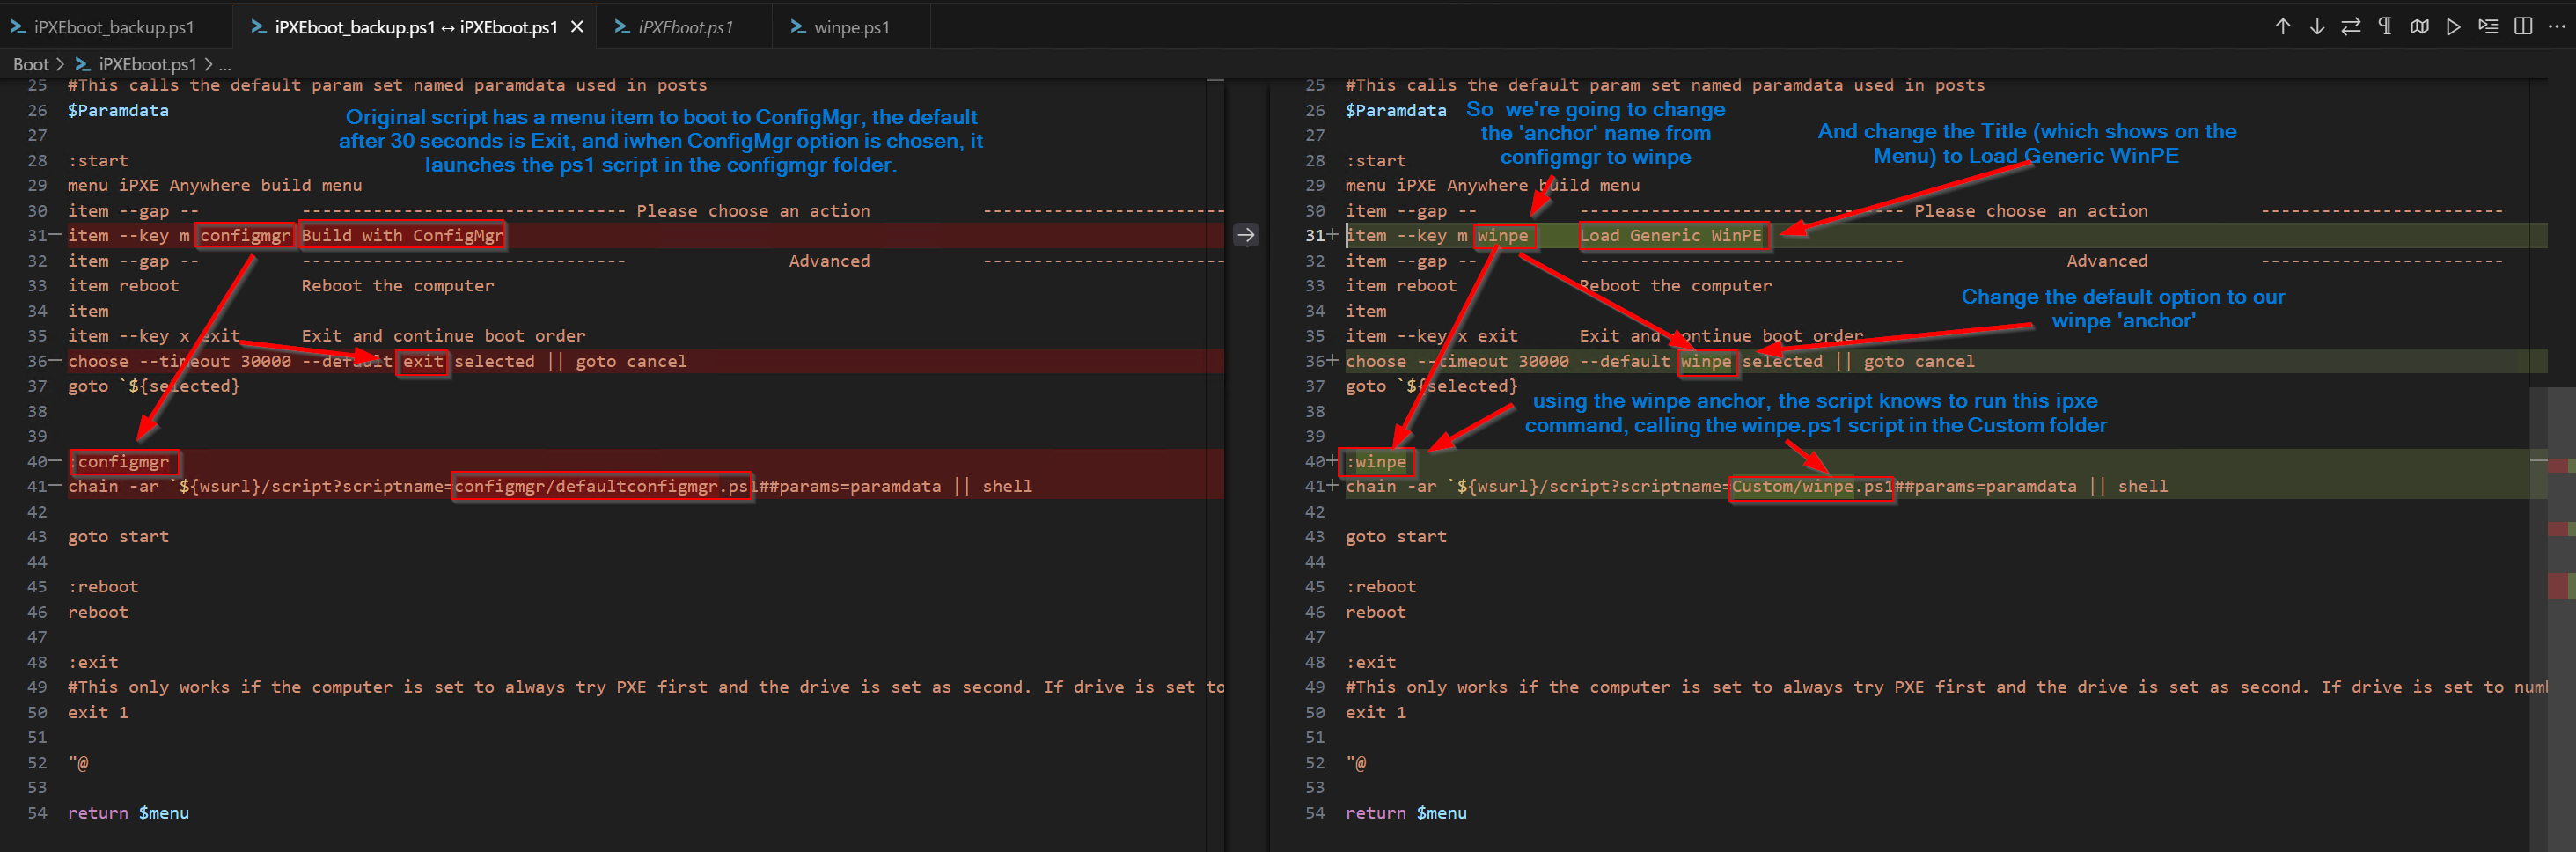 iPXEboot_backup.ps1
iPXEboot_backup.ps1 ↔ iPXEboot.ps1
iPXEboot.ps1
winpe.ps1
Boot > iPXEboot.ps1 > ...
25 #This calls the default param set named paramdata used in posts
26 $Paramdata
27
28 :start
29 menu iPXE Anywhere build menu
30 item --gap -- -------------------------------- Please choose an action ------------------------
31— item --key m configmgr Build with ConfigMgr
32 item --gap -- -------------------------------- Advanced ------------------------
33 item reboot Reboot the computer
34 item
35 item --key x exit Exit and continue boot order
36— choose --timeout 30000 --default exit selected || goto cancel
37 goto `${selected}
38
39
40— :configmgr
41— chain -ar `${wsurl}/script?scriptname=configmgr/defaultconfigmgr.ps1##params=paramdata || shell
42
43 goto start
44
45 :reboot
46 reboot
47
48 :exit
49 #This only works if the computer is set to always try PXE first and the drive is set as second. If drive is set to
50 exit 1
51
52 "@
53
54 return $menu
Original script has a menu item to boot to ConfigMgr, the default
after 30 seconds is Exit, and iwhen ConfigMgr option is chosen, it
launches the ps1 script in the configmgr folder.
25 #This calls the default param set named paramdata used in posts
26 $Paramdata
27
28 :start
29 menu iPXE Anywhere build menu
30 item --gap -- -------------------------------- Please choose an action ------------------------
31+ item --key m winpe Load Generic WinPE
32 item --gap -- -------------------------------- Advanced ------------------------
33 item reboot Reboot the computer
34 item
35 item --key x exit Exit and continue boot order
36+ choose --timeout 30000 --default winpe selected || goto cancel
37 goto `${selected}
38
39
40+ :winpe
41+ chain -ar `${wsurl}/script?scriptname=Custom/winpe.ps1##params=paramdata || shell
42
43 goto start
44
45 :reboot
46 reboot
47
48 :exit
49 #This only works if the computer is set to always try PXE first and the drive is set as second. If drive is set to num
50 exit 1
51
52 "@
53
54 return $menu
So we're going to change
the 'anchor' name from
configmgr to winpe
And change the Title (which shows on the
Menu) to Load Generic WinPE
Change the default option to our
winpe 'anchor'
using the winpe anchor, the script knows to run this ipxe
command, calling the winpe.ps1 script in the Custom folder